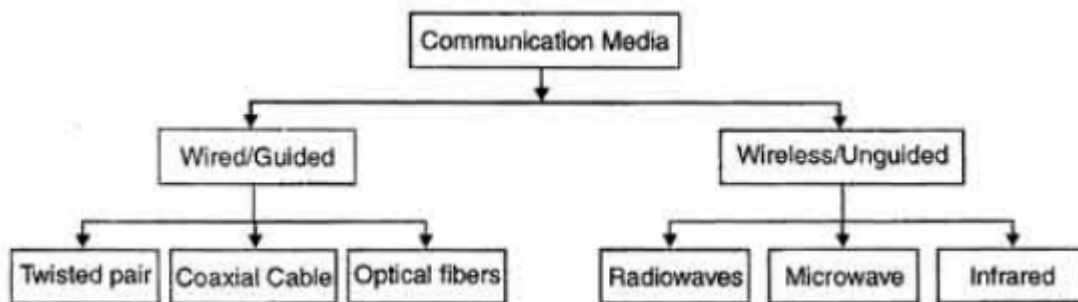 Communication Media
Wired/Guided
Wireless/Unguided
Twisted pair
Coaxial Cable
Optical fibers
Radiowaves
Microwave
Infrared